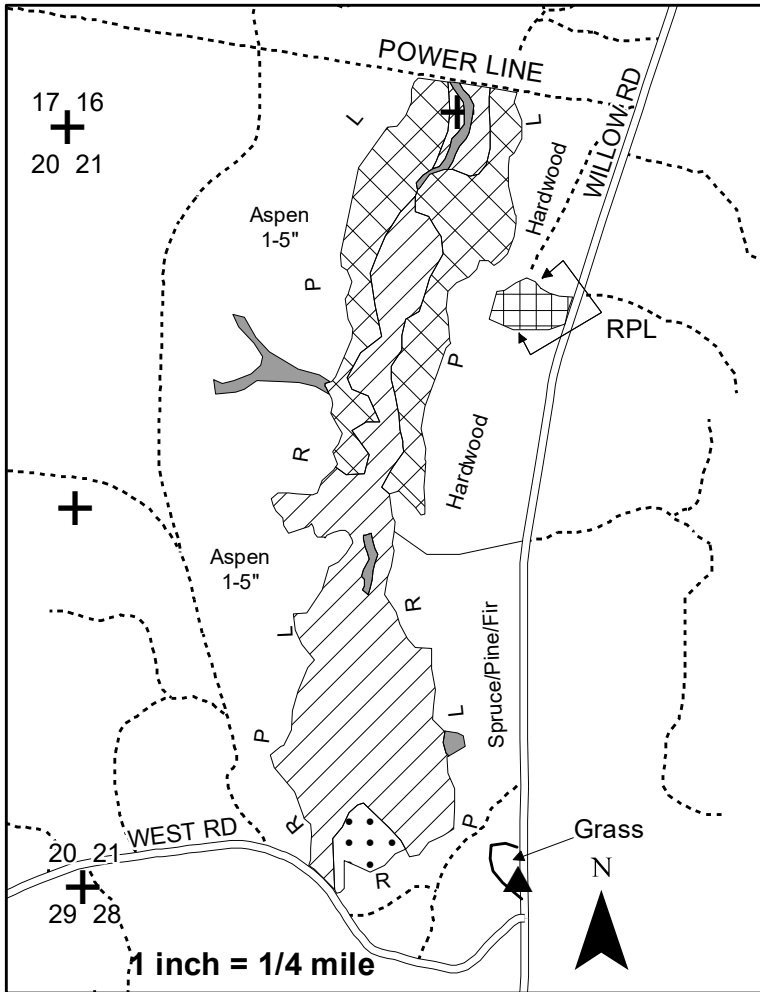 POWER LINE
WILLOW RD
17 16
20 21
L
L
Hardwood
Aspen
1-5"
P
RPL
P
R
Hardwood
Aspen
1-5"
R
L
Spruce/Pine/Fir
L
P
R
P
WEST RD
Grass
20 21
29 28
R
N
1 inch = 1/4 mile